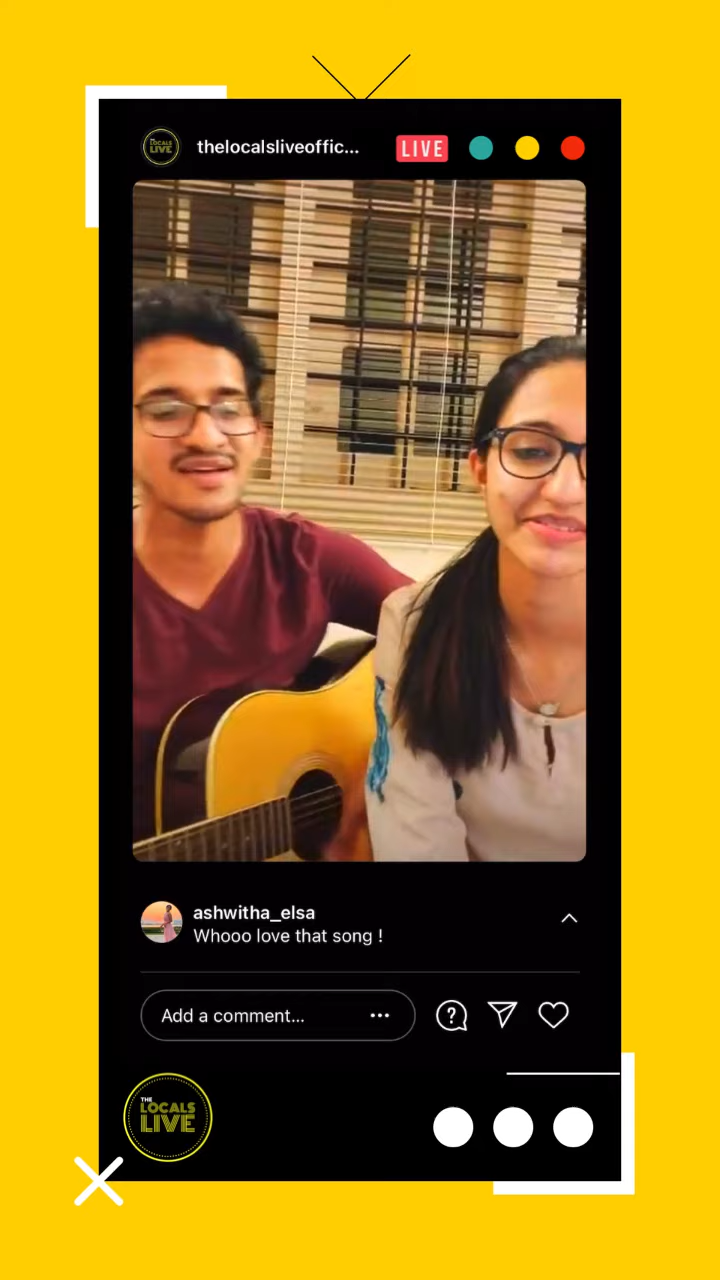 THE
LOCALS
LIVE
thelocalsliveoffic...
LIVE
ashwitha_elsa
Whooo love that song !
Add a comment...
THE
LOCALS
LIVE